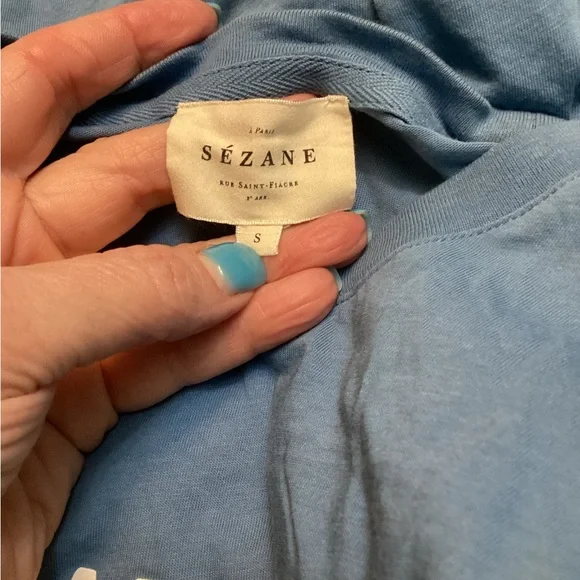 à Paris
SÉZANE
Rue Saint-Fiacre
2e Arr.
S